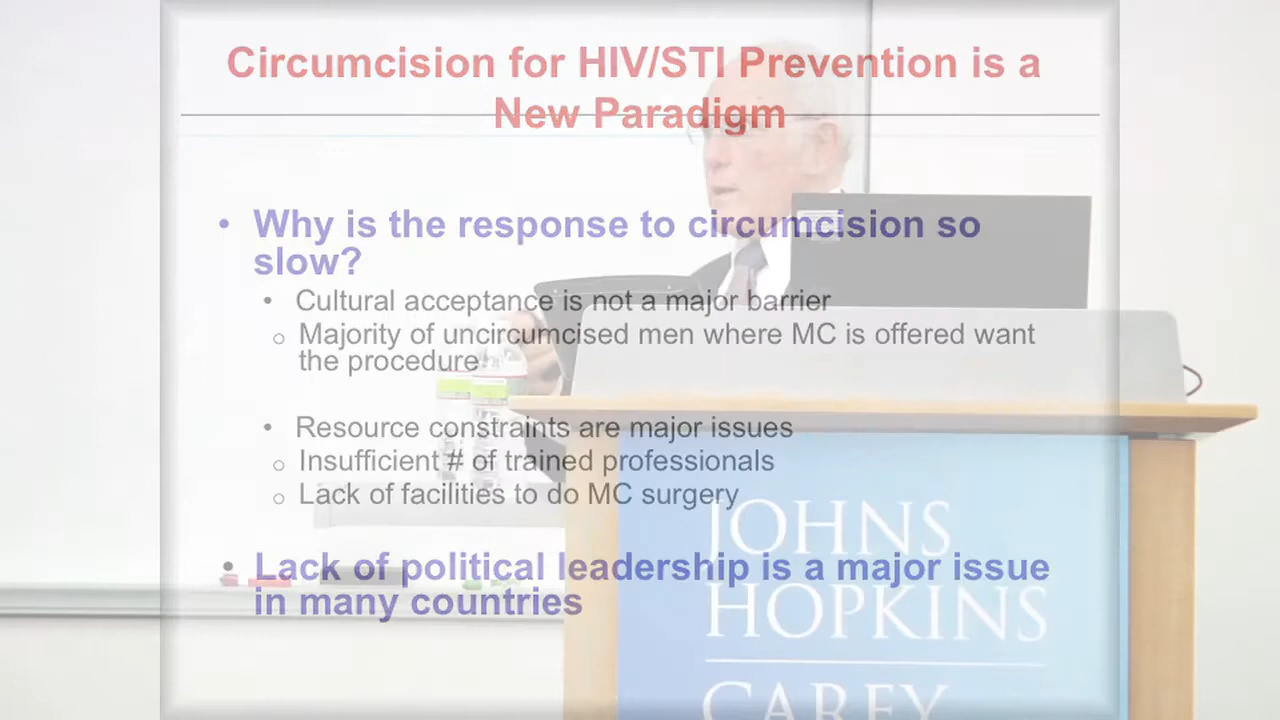 Circumcision for HIV/STI Prevention is a
New Paradigm
• Why is the response to circumcision so
slow?
• Cultural acceptance is not a major barrier
o Majority of uncircumcised men where MC is offered want
the procedure
• Resource constraints are major issues
o Insufficient # of trained professionals
o Lack of facilities to do MC surgery
• Lack of political leadership is a major issue
in many countries
JOHNS
HOPKINS
CAREY